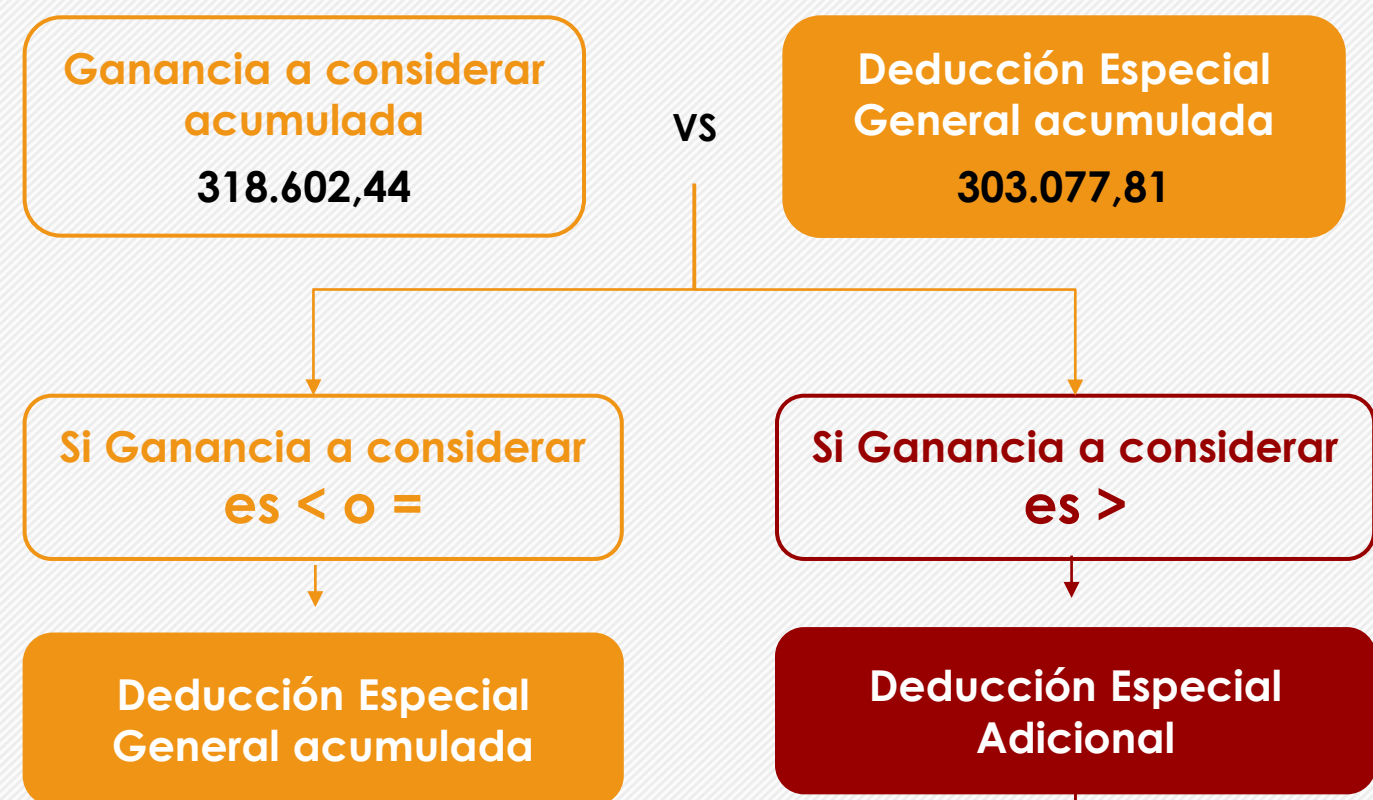 Ganancia a considerar
acumulada
318.602,44
VS
Deducción Especial
General acumulada
303.077,81
Si Ganancia a considerar
es < o =
Si Ganancia a considerar
es >
Deducción Especial
General acumulada
Deducción Especial
Adicional